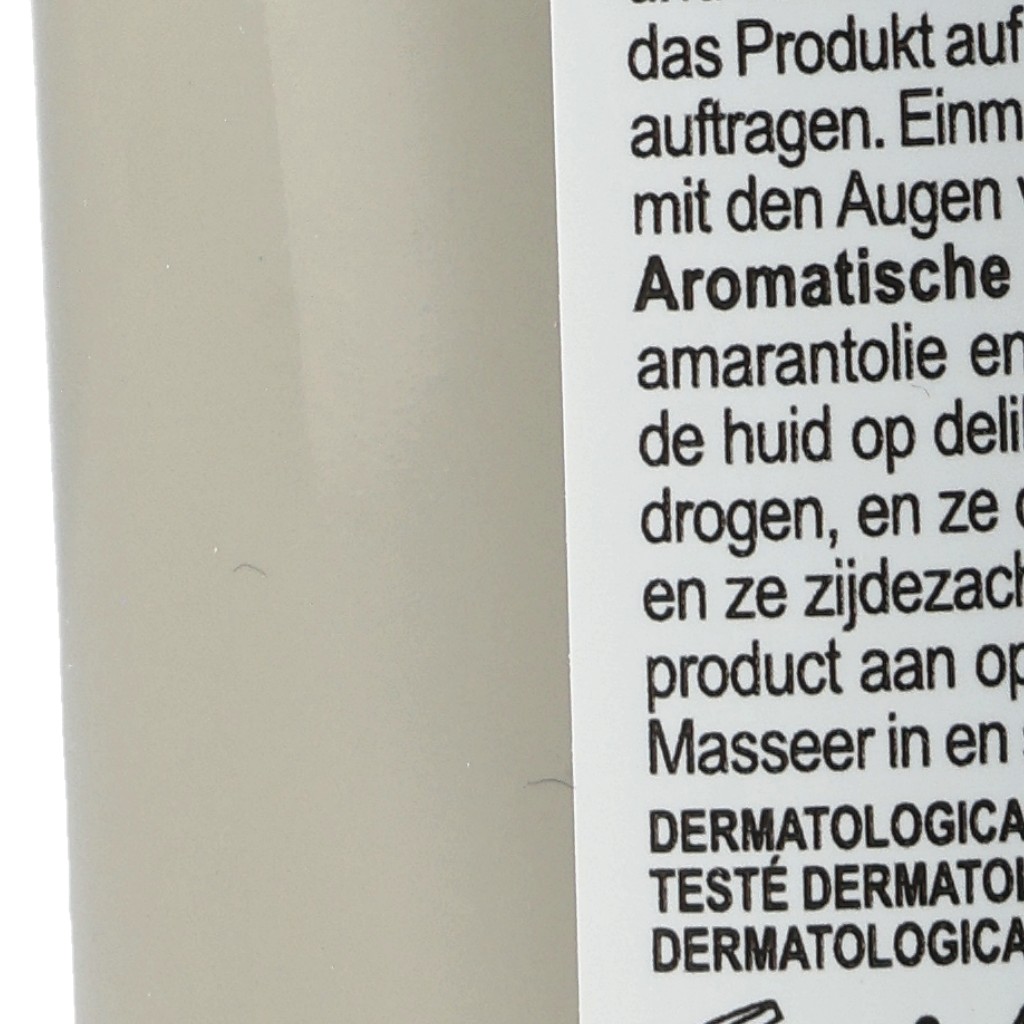 das Produkt auf
auftragen. Einm
mit den Augen
Aromatische
amarantolie en
de huid op deli
drogen, en ze
en ze zijdezach
product aan op
Masseer in en
DERMATOLOGICA
TESTÉ DERMATOL
DERMATOLOGICA